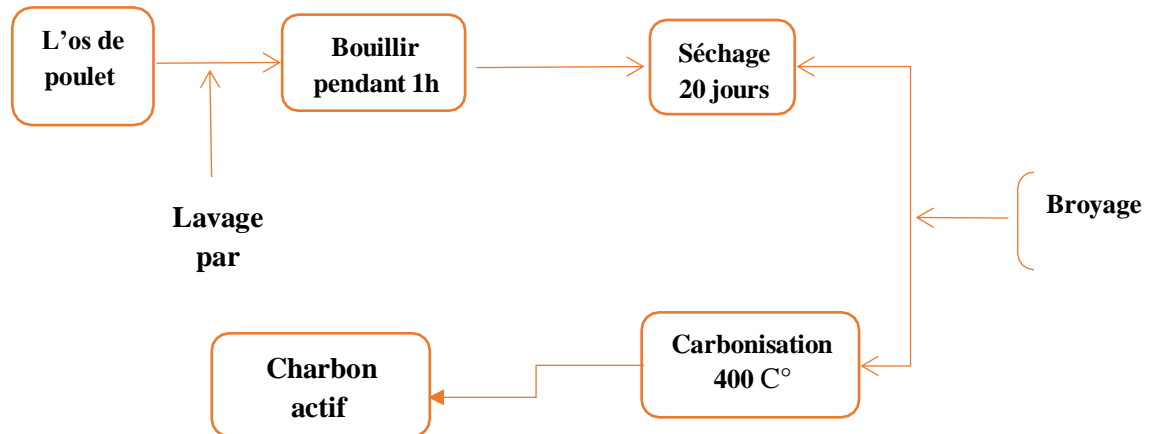 L’os de
poulet
Bouillir
pendant 1h
Séchage
20 jours
Lavage
par
Broyage
Carbonisation
400 C°
Charbon
actif